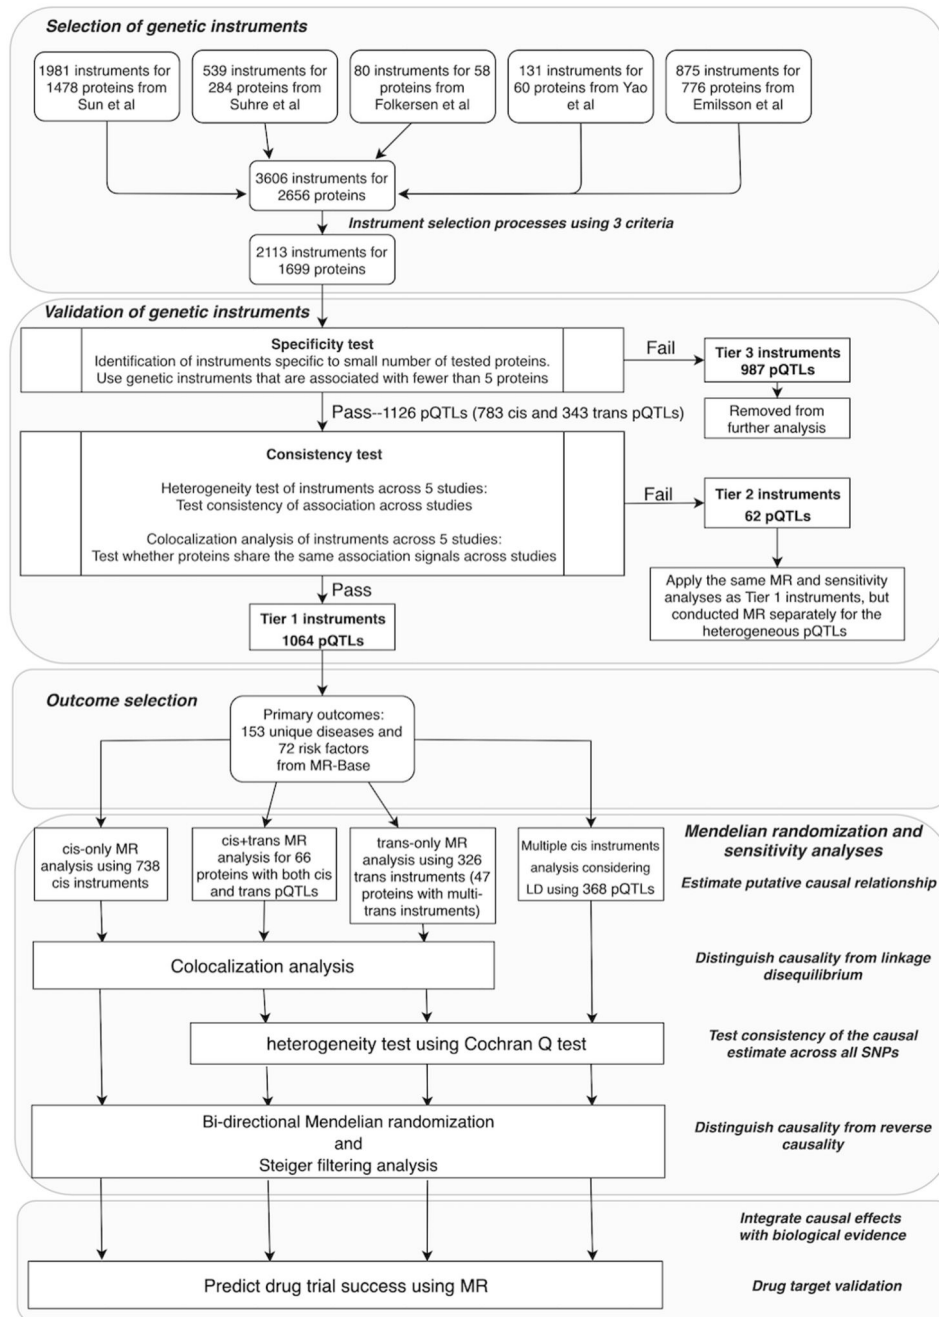 Selection of genetic instruments
1981 instruments for
1478 proteins from
Sun et al
539 instruments for
284 proteins from
Suhre et al
80 instruments for 58
proteins from
Folkersen et al
131 instruments for
60 proteins from Yao
et al
875 instruments for
776 proteins from
Emilsson et al
3606 instruments for
2656 proteins
Instrument selection processes using 3 criteria
2113 instruments for
1699 proteins
Validation of genetic instruments
Specificity test
Identification of instruments specific to small number of tested proteins.
Use genetic instruments that are associated with fewer than 5 proteins
Fail
Tier 3 instruments
987 pQTLs
Removed from
further analysis
Pass--1126 pQTLs (783 cis and 343 trans pQTLs)
Consistency test
Heterogeneity test of instruments across 5 studies:
Test consistency of association across studies
Colocalization analysis of instruments across 5 studies:
Test whether proteins share the same association signals across studies
Fail
Tier 2 instruments
62 pQTLs
Apply the same MR and sensitivity
analyses as Tier 1 instruments, but
conducted MR separately for the
heterogeneous pQTLs
Pass
Tier 1 instruments
1064 pQTLs
Outcome selection
Primary outcomes:
153 unique diseases and
72 risk factors
from MR-Base
Mendelian randomization and
sensitivity analyses
cis-only MR
analysis using 738
cis instruments
cis+trans MR
analysis for 66
proteins with both cis
and trans pQTLs
trans-only MR
analysis using 326
trans instruments (47
proteins with multi-
trans instruments)
Multiple cis instruments
analysis considering
LD using 368 pQTLs
Estimate putative causal relationship
Colocalization analysis
Distinguish causality from linkage
disequilibrium
heterogeneity test using Cochran Q test
Test consistency of the causal
estimate across all SNPs
Bi-directional Mendelian randomization
and
Steiger filtering analysis
Distinguish causality from reverse
causality
Integrate causal effects
with biological evidence
Predict drug trial success using MR
Drug target validation